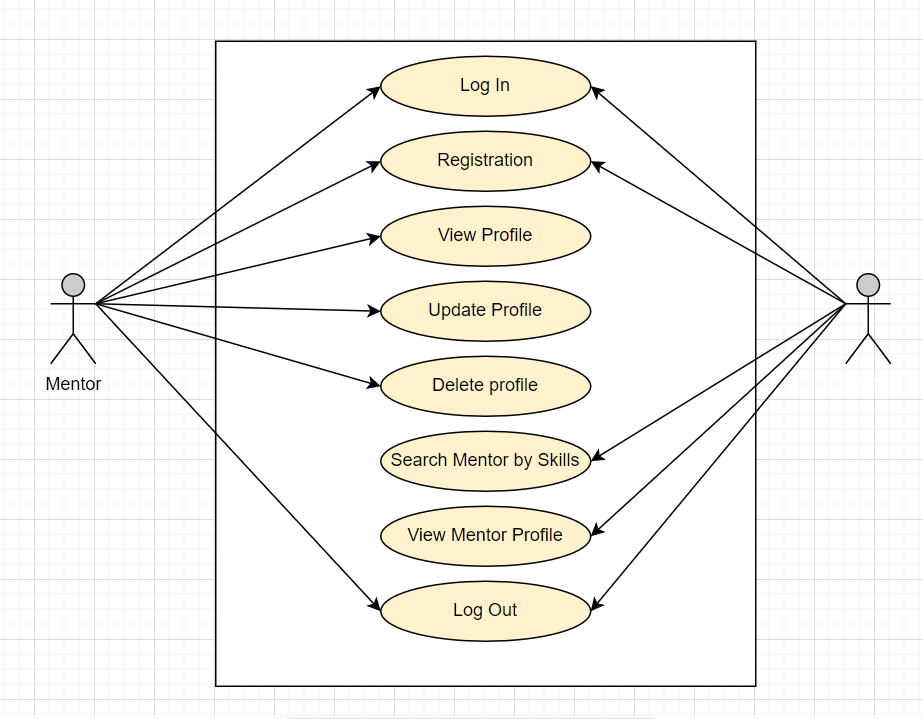 Log In
Registration
View Profile
Update Profile
Delete profile
Search Mentor by Skills
View Mentor Profile
Log Out
Mentor